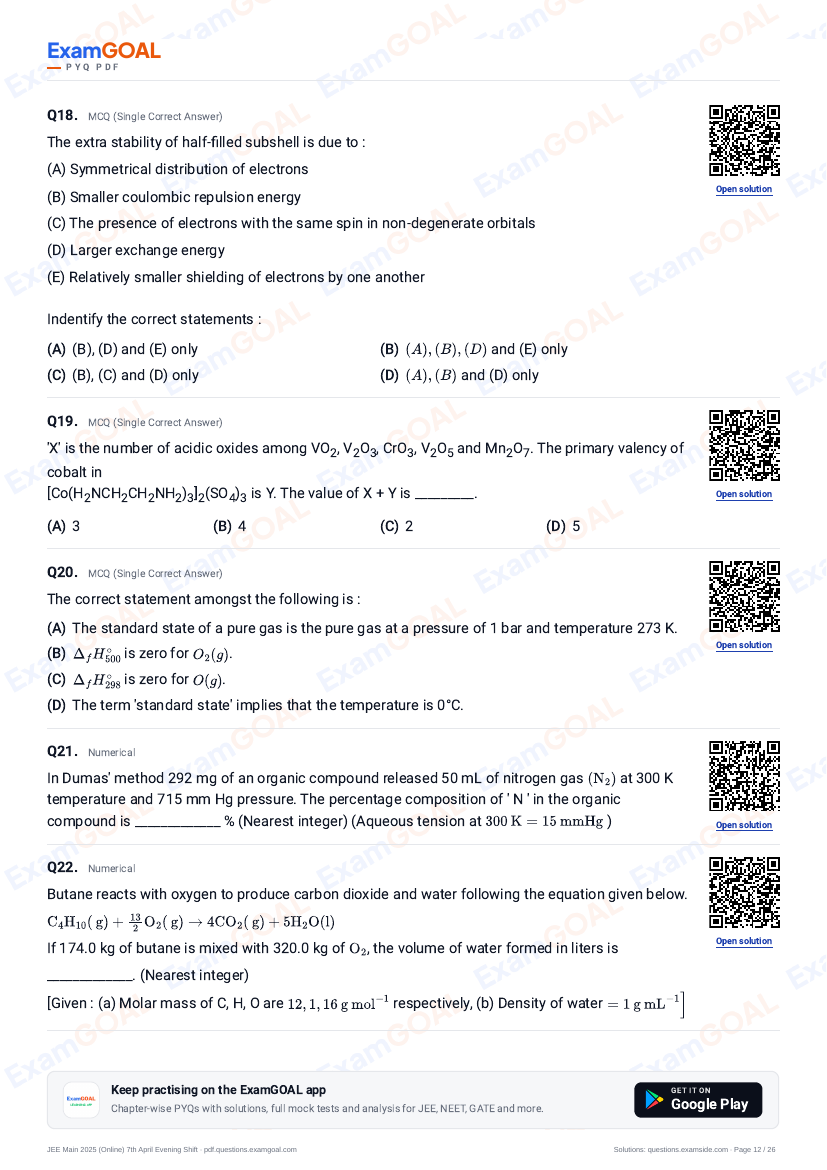 ExamGOAL
PYQ PDF
Q18. MCQ (Single Correct Answer)
The extra stability of half-filled subshell is due to :
(A) Symmetrical distribution of electrons
(B) Smaller coulombic repulsion energy
(C) The presence of electrons with the same spin in non-degenerate orbitals
(D) Larger exchange energy
(E) Relatively smaller shielding of electrons by one another
Open solution
Indentify the correct statements :
(A) (B), (D) and (E) only
(B) (A), (B), (D) and (E) only
(C) (B), (C) and (D) only
(D) (A), (B) and (D) only
Q19. MCQ (Single Correct Answer)
'X' is the number of acidic oxides among VO₂, V₂O₃, CrO₃, V₂O₅ and Mn₂O₇. The primary valency of
cobalt in
[Co(H₂NCH₂CH₂NH₂)₃]₂(SO₄)₃ is Y. The value of X + Y is _________.
Open solution
(A) 3
(B) 4
(C) 2
(D) 5
Q20. MCQ (Single Correct Answer)
The correct statement amongst the following is :
(A) The standard state of a pure gas is the pure gas at a pressure of 1 bar and temperature 273 K.
(B) Δ_fH°₅₀₀ is zero for O₂(g).
(C) Δ_fH°₂₉₈ is zero for O(g).
(D) The term 'standard state' implies that the temperature is 0°C.
Open solution
Q21. Numerical
In Dumas' method 292 mg of an organic compound released 50 mL of nitrogen gas (N₂) at 300 K
temperature and 715 mm Hg pressure. The percentage composition of ' N ' in the organic
compound is _____________ % (Nearest integer) (Aqueous tension at 300 K = 15 mmHg )
Open solution
Q22. Numerical
Butane reacts with oxygen to produce carbon dioxide and water following the equation given below.
C₄H₁₀( g) + 13/2 O₂( g) → 4CO₂( g) + 5H₂O(l)
If 174.0 kg of butane is mixed with 320.0 kg of O₂, the volume of water formed in liters is
_____________. (Nearest integer)
[Given : (a) Molar mass of C, H, O are 12, 1, 16 g mol⁻¹ respectively, (b) Density of water = 1 g mL⁻¹]
Open solution
ExamGOAL
Keep practising on the ExamGOAL app
Chapter-wise PYQs with solutions, full mock tests and analysis for JEE, NEET, GATE and more.
GET IT ON
Google Play
JEE Main 2025 (Online) 7th April Evening Shift · pdf.questions.examgoal.com
Solutions: questions.examside.com · Page 12 / 26